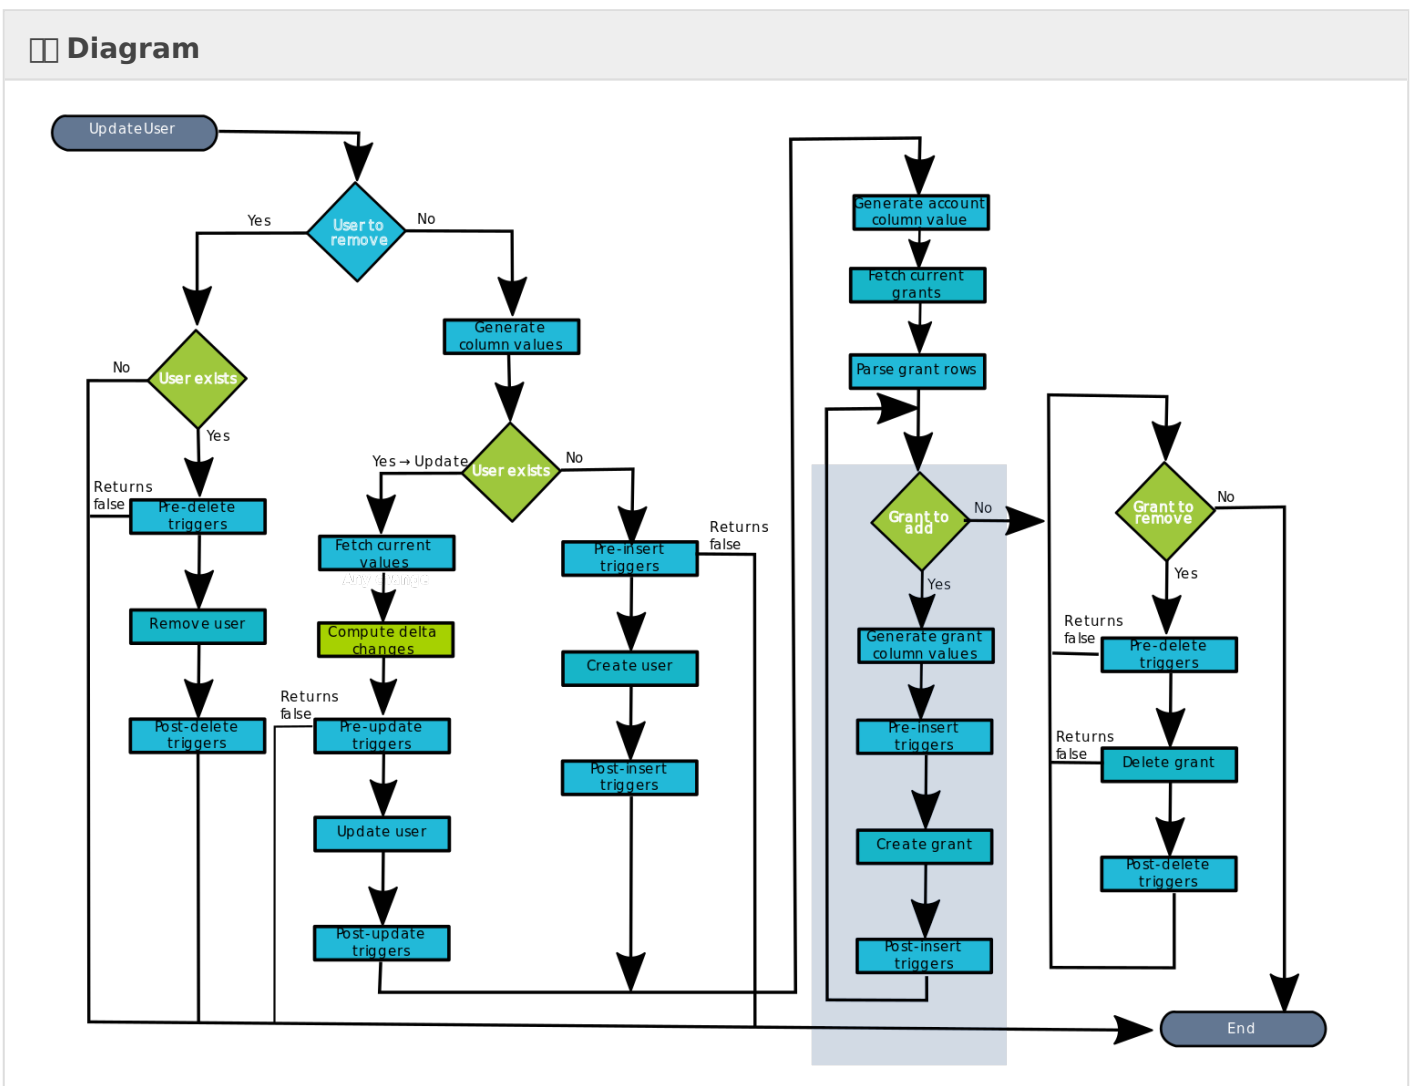 Diagram
UpdateUser
User to
remove
Yes
No
Generate
column values
User exists
No
Yes
Returns
false
Pre-delete
triggers
Remove user
Post-delete
triggers
User exists
Yes → Update
No
Fetch current
values
Compute delta
changes
Returns
false
Pre-update
triggers
Update user
Post-update
triggers
Pre-insert
triggers
Returns
false
Create user
Post-insert
triggers
Generate account
column value
Fetch current
grants
Parse grant rows
Grant to
add
No
Yes
Generate grant
column values
Pre-insert
triggers
Create grant
Post-insert
triggers
Grant to
remove
No
Yes
Returns
false
Pre-delete
triggers
Returns
false
Delete grant
Post-delete
triggers
End